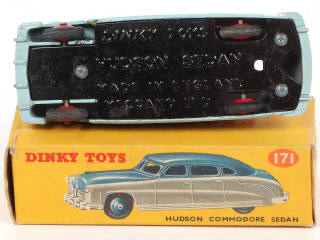 DINKY TOYS
HUDSON SEDAN
MADE IN ENGLAND
MECCANO LTD
DINKY TOYS
171
HUDSON COMMODORE SEDAN